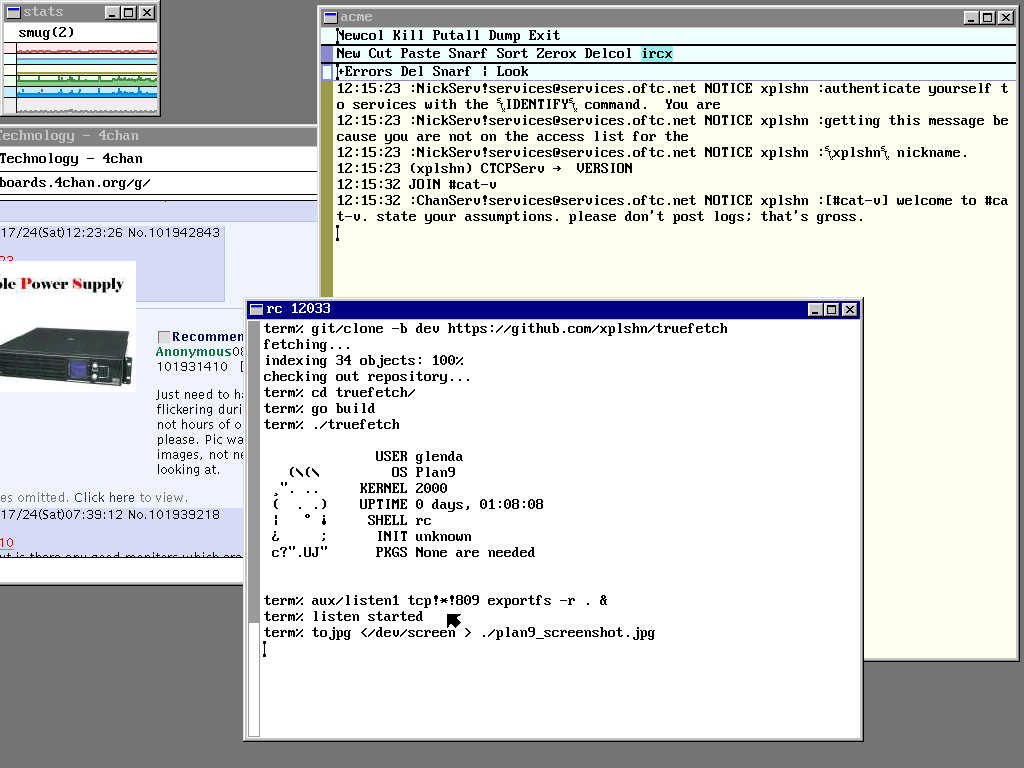 stats
smug(2)
Technology - 4chan
Technology - 4chan
boards.4chan.org/g/
17/24(Sat)12:23:26 No.101942843
Power Supply
Recommen
Anonymous
101931410 [
Just need to ha
flickering duri
not hours of o
please. Pic wa
images, not ne
looking at.
es omitted. Click here to view.
17/24(Sat)07:39:12 No.101939218
10
acme
Newcol Kill Putall Dump Exit
New Cut Paste Snarf Sort Zerox Delcol ircx
+Errors Del Snarf | Look
12:15:23 :NickServ!services@services.oftc.net NOTICE xplshn :authenticate yourself t
o services with the ␂IDENTIFY␂ command.  You are
12:15:23 :NickServ!services@services.oftc.net NOTICE xplshn :getting this message be
cause you are not on the access list for the
12:15:23 :NickServ!services@services.oftc.net NOTICE xplshn :␂xplshn␂ nickname.
12:15:23 (xplshn) CTCPServ →  VERSION
12:15:32 JOIN #cat-v
12:15:32 :ChanServ!services@services.oftc.net NOTICE xplshn :[#cat-v] welcome to #ca
t-v. state your assumptions. please don't post logs; that's gross.
rc 12033
term% git/clone -b dev https://github.com/xplshn/truefetch
fetching...
indexing 34 objects: 100%
checking out repository...
term% cd truefetch/
term% go build
term% ./truefetch
USER glenda
(\(\ OS Plan9
¸". .. KERNEL 2000
( . .) UPTIME 0 days, 01:08:08
| ° ¡ SHELL rc
¿ ; INIT unknown
c?".UJ" PKGS None are needed
term% aux/listen1 tcp!*!809 exportfs -r . &
term% listen started
term% tojpg </dev/screen > ./plan9_screenshot.jpg